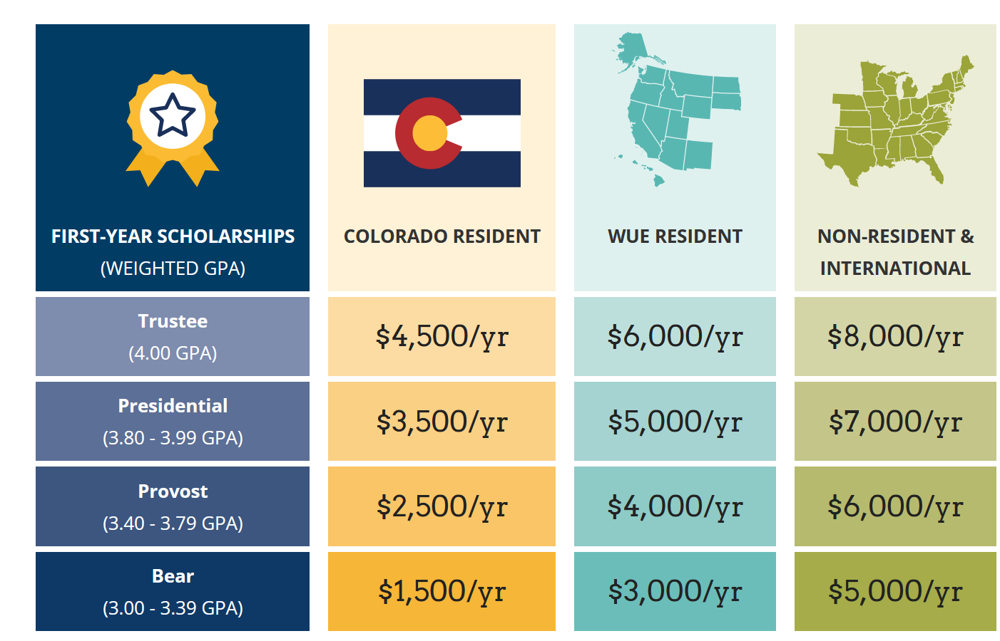 FIRST-YEAR SCHOLARSHIPS
(WEIGHTED GPA)
COLORADO RESIDENT
WUE RESIDENT
NON-RESIDENT &
INTERNATIONAL
Trustee
(4.00 GPA)
$4,500/yr
$6,000/yr
$8,000/yr
Presidential
(3.80 - 3.99 GPA)
$3,500/yr
$5,000/yr
$7,000/yr
Provost
(3.40 - 3.79 GPA)
$2,500/yr
$4,000/yr
$6,000/yr
Bear
(3.00 - 3.39 GPA)
$1,500/yr
$3,000/yr
$5,000/yr